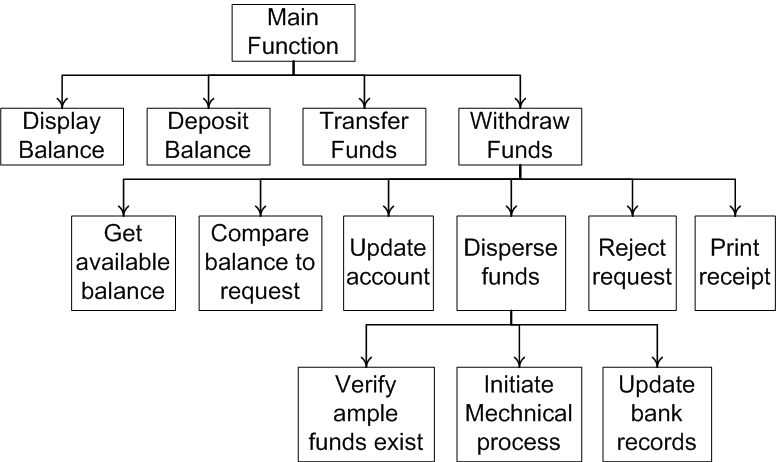 Main
Function
Display
Balance
Deposit
Balance
Transfer
Funds
Withdraw
Funds
Get
available
balance
Compare
balance to
request
Update
account
Disperse
funds
Reject
request
Print
receipt
Verify
ample
funds exist
Initiate
Mechnical
process
Update
bank
records